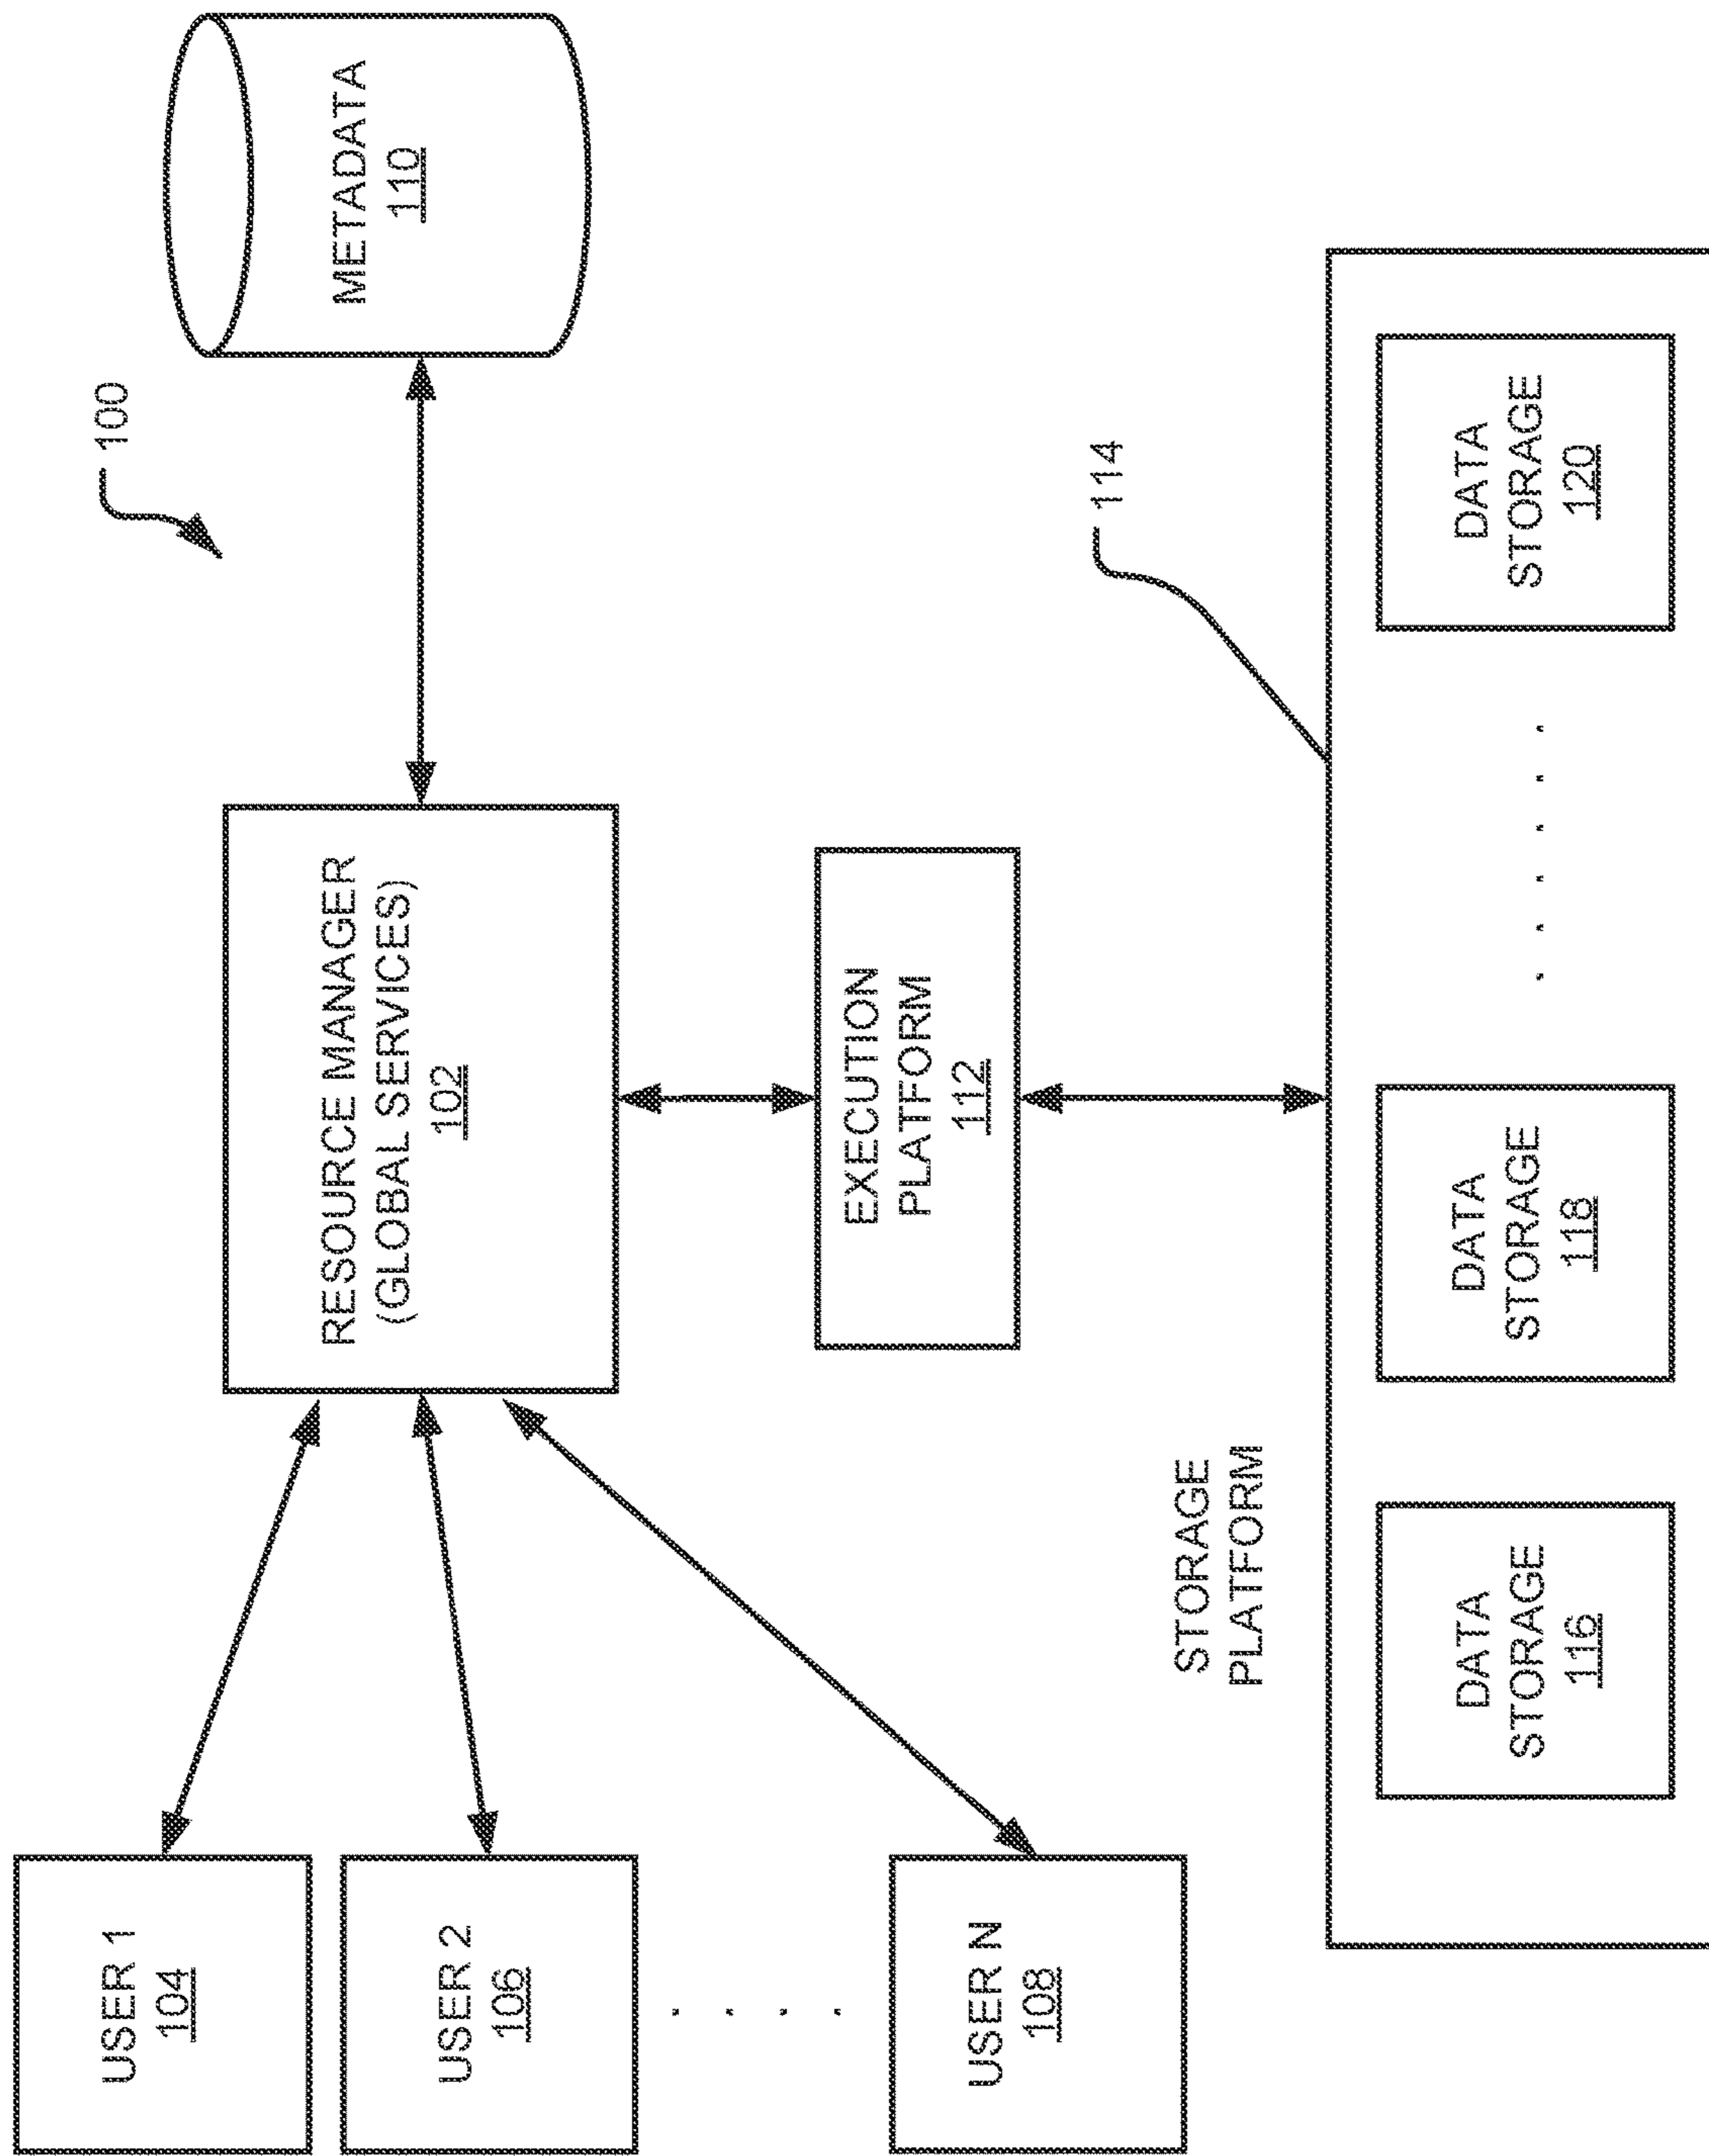 100
USER 1
104
USER 2
106
USER N
108
RESOURCE MANAGER
(GLOBAL SERVICES)
102
METADATA
110
EXECUTION
PLATFORM
112
STORAGE
PLATFORM
114
DATA
STORAGE
116
DATA
STORAGE
118
DATA
STORAGE
120